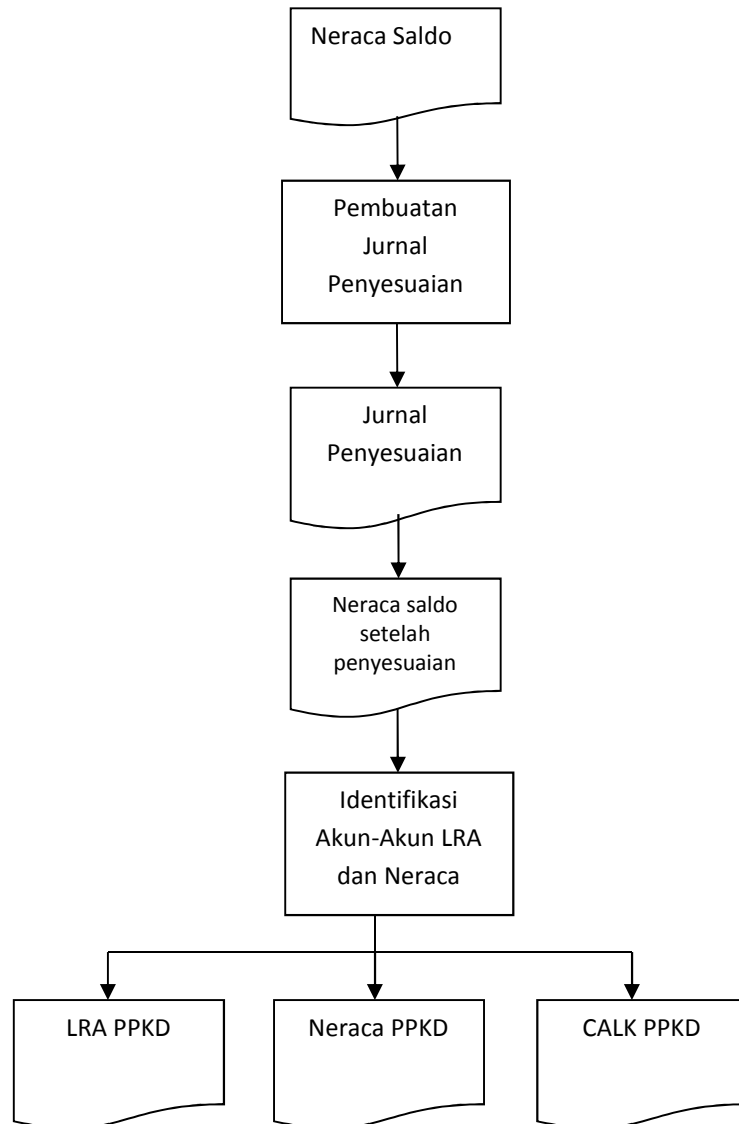 Neraca Saldo
Pembuatan
Jurnal
Penyesuaian
Jurnal
Penyesuaian
Neraca saldo
setelah
penyesuaian
Identifikasi
Akun-Akun LRA
dan Neraca
LRA PPKD
Neraca PPKD
CALK PPKD